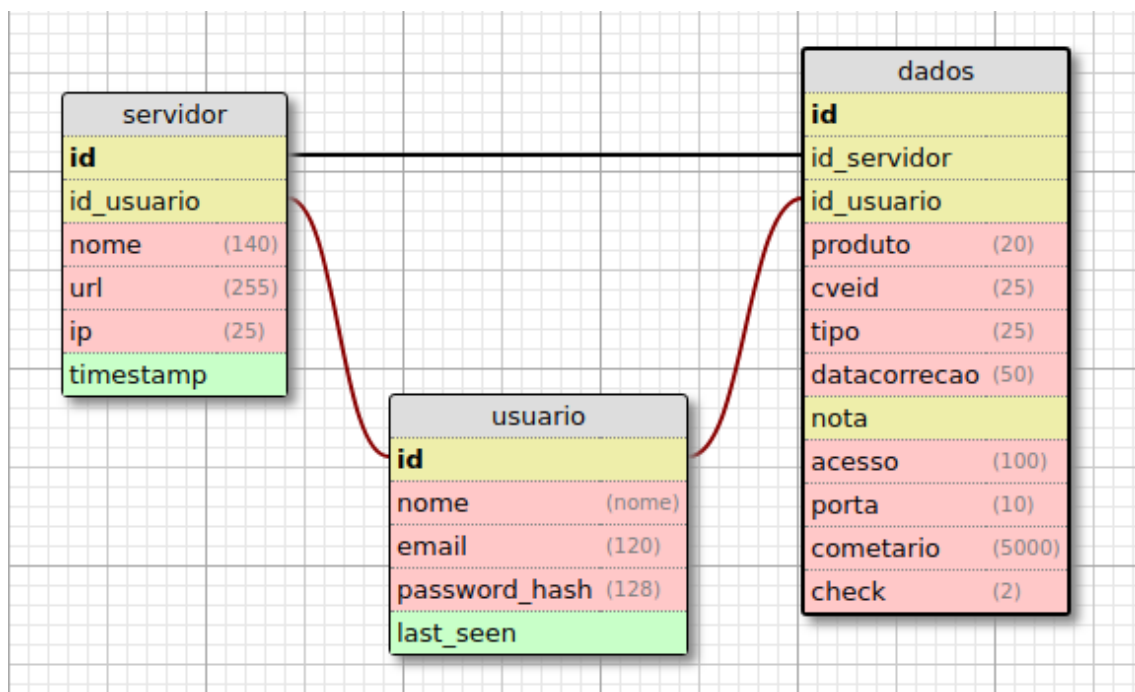 servidor
id
id_usuario
nome (140)
url (255)
ip (25)
timestamp
usuario
id
nome (nome)
email (120)
password_hash (128)
last_seen
dados
id
id_servidor
id_usuario
produto (20)
cveid (25)
tipo (25)
datacorrecao (50)
nota
acesso (100)
porta (10)
cometario (5000)
check (2)